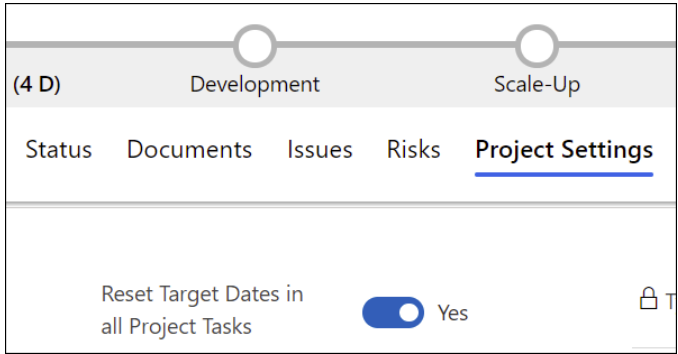 (4 D) Development Scale-Up
Status Documents Issues Risks Project Settings
Reset Target Dates in
all Project Tasks
Yes
T